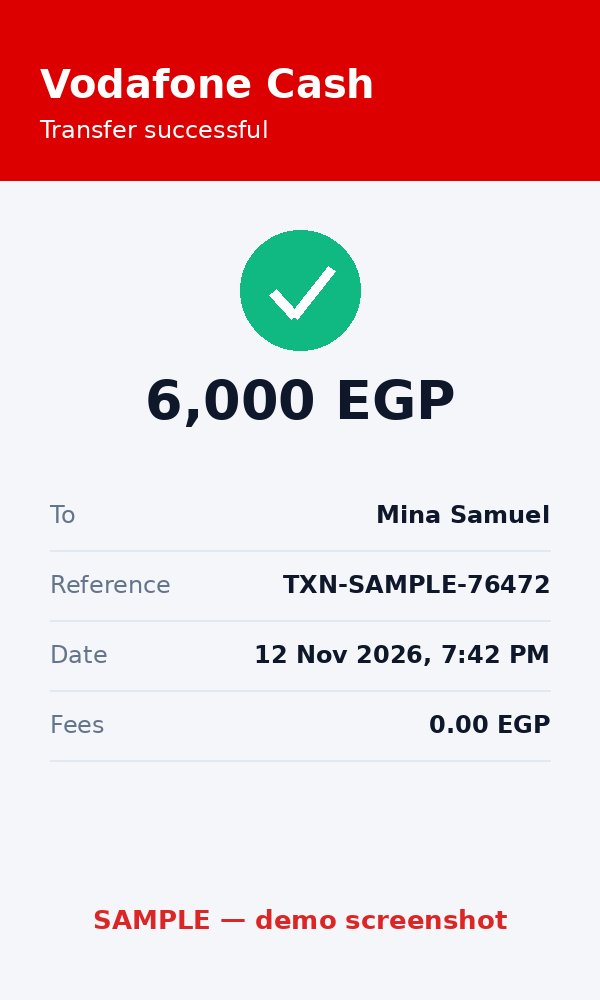 Vodafone Cash
Transfer successful
6,000 EGP
To Mina Samuel
Reference TXN-SAMPLE-76472
Date 12 Nov 2026, 7:42 PM
Fees 0.00 EGP
SAMPLE — demo screenshot